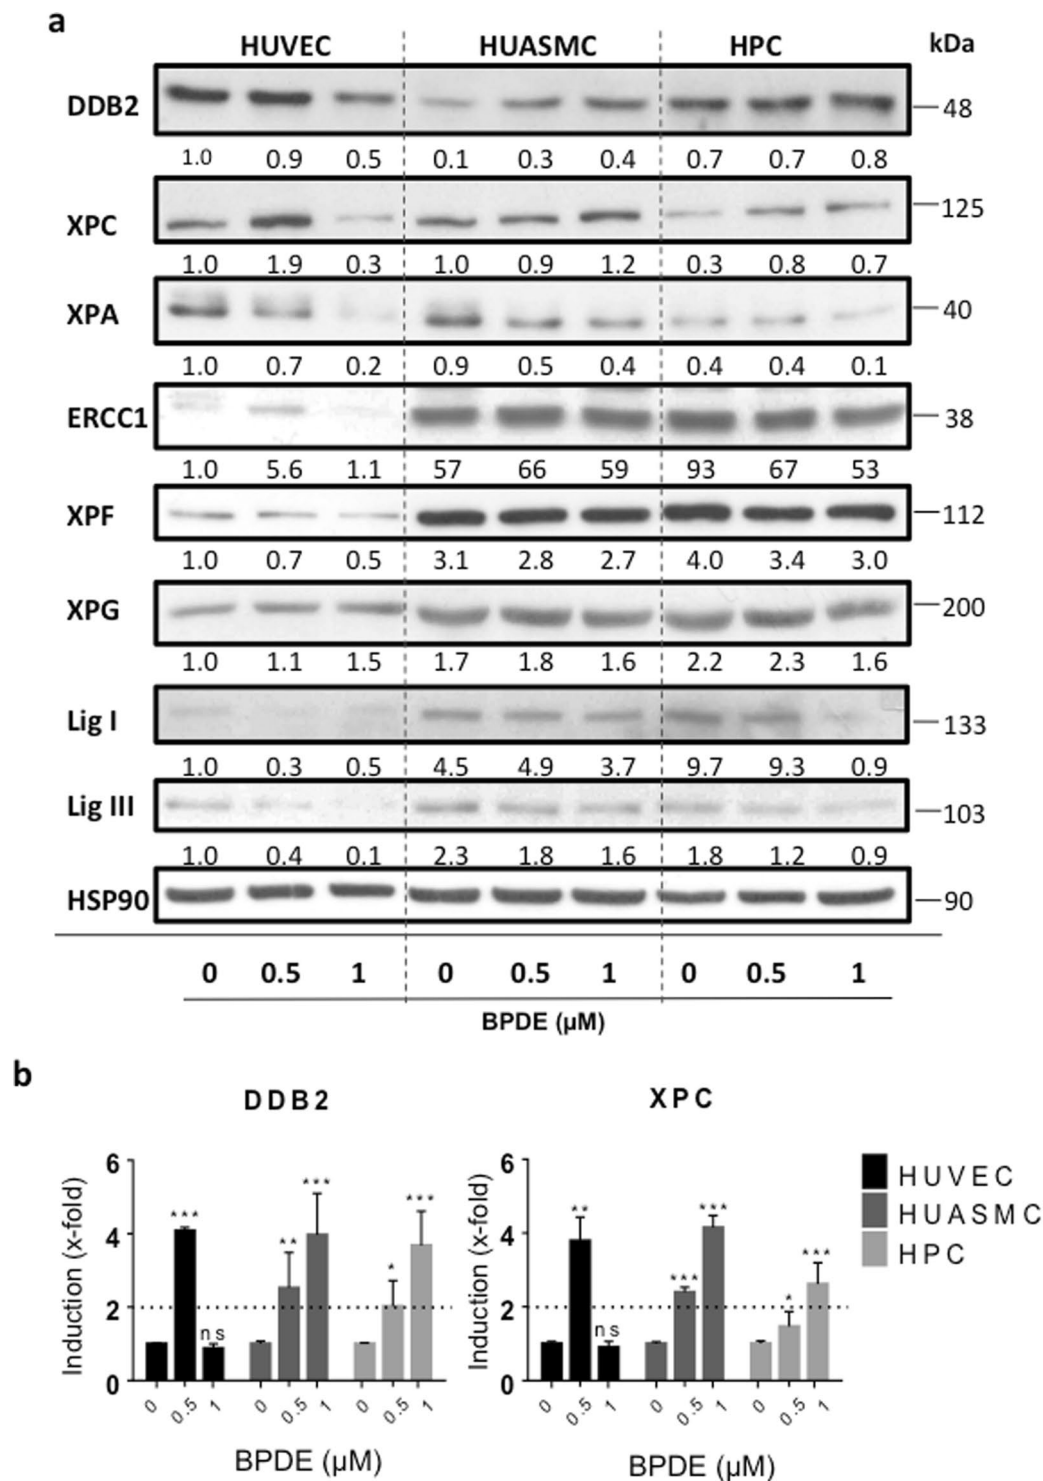 a
HUVEC HUASMC HPC kDa
DDB2 48
1.0 0.9 0.5 0.1 0.3 0.4 0.7 0.7 0.8
XPC 125
1.0 1.9 0.3 1.0 0.9 1.2 0.3 0.8 0.7
XPA 40
1.0 0.7 0.2 0.9 0.5 0.4 0.4 0.4 0.1
ERCC1 38
1.0 5.6 1.1 57 66 59 93 67 53
XPF 112
1.0 0.7 0.5 3.1 2.8 2.7 4.0 3.4 3.0
XPG 200
1.0 1.1 1.5 1.7 1.8 1.6 2.2 2.3 1.6
Lig I 133
1.0 0.3 0.5 4.5 4.9 3.7 9.7 9.3 0.9
Lig III 103
1.0 0.4 0.1 2.3 1.8 1.6 1.8 1.2 0.9
HSP90 90
0 0.5 1 0 0.5 1 0 0.5 1
BPDE (µM)
b
DDB2
Induction (x-fold)
6
4
2
0
*** ns ** *** * ***
0 0.5 1 0 0.5 1 0 0.5 1
BPDE (µM)
XPC
Induction (x-fold)
6
4
2
0
** ns *** *** * ***
0 0.5 1 0 0.5 1 0 0.5 1
BPDE (µM)
HUVEC
HUASMC
HPC